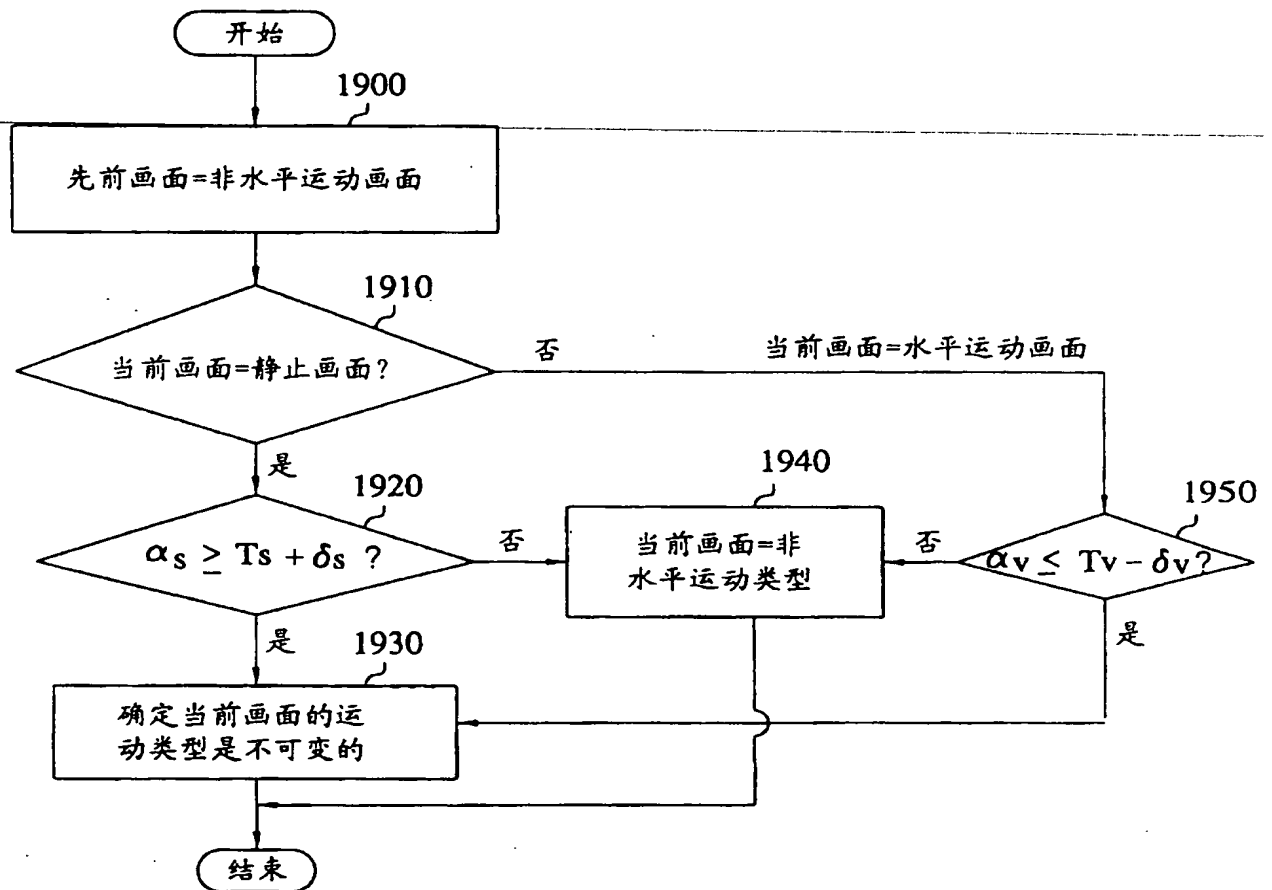 开始
1900
先前画面=非水平运动画面
1910
当前画面=静止画面?
否
当前画面=水平运动画面
是
1920
αs ≥ Ts + δs ?
否
1940
当前画面=非
水平运动类型
否
1950
αv ≤ Tv - δv?
是
是
1930
确定当前画面的运
动类型是不可变的
结束